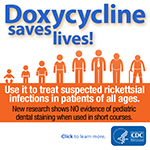 Doxycycline
saves
lives!
Use it to treat suspected rickettsial
infections in patients of all ages.
New research shows NO evidence of pediatric
dental staining when used in short courses.
Click to learn more.
CDC